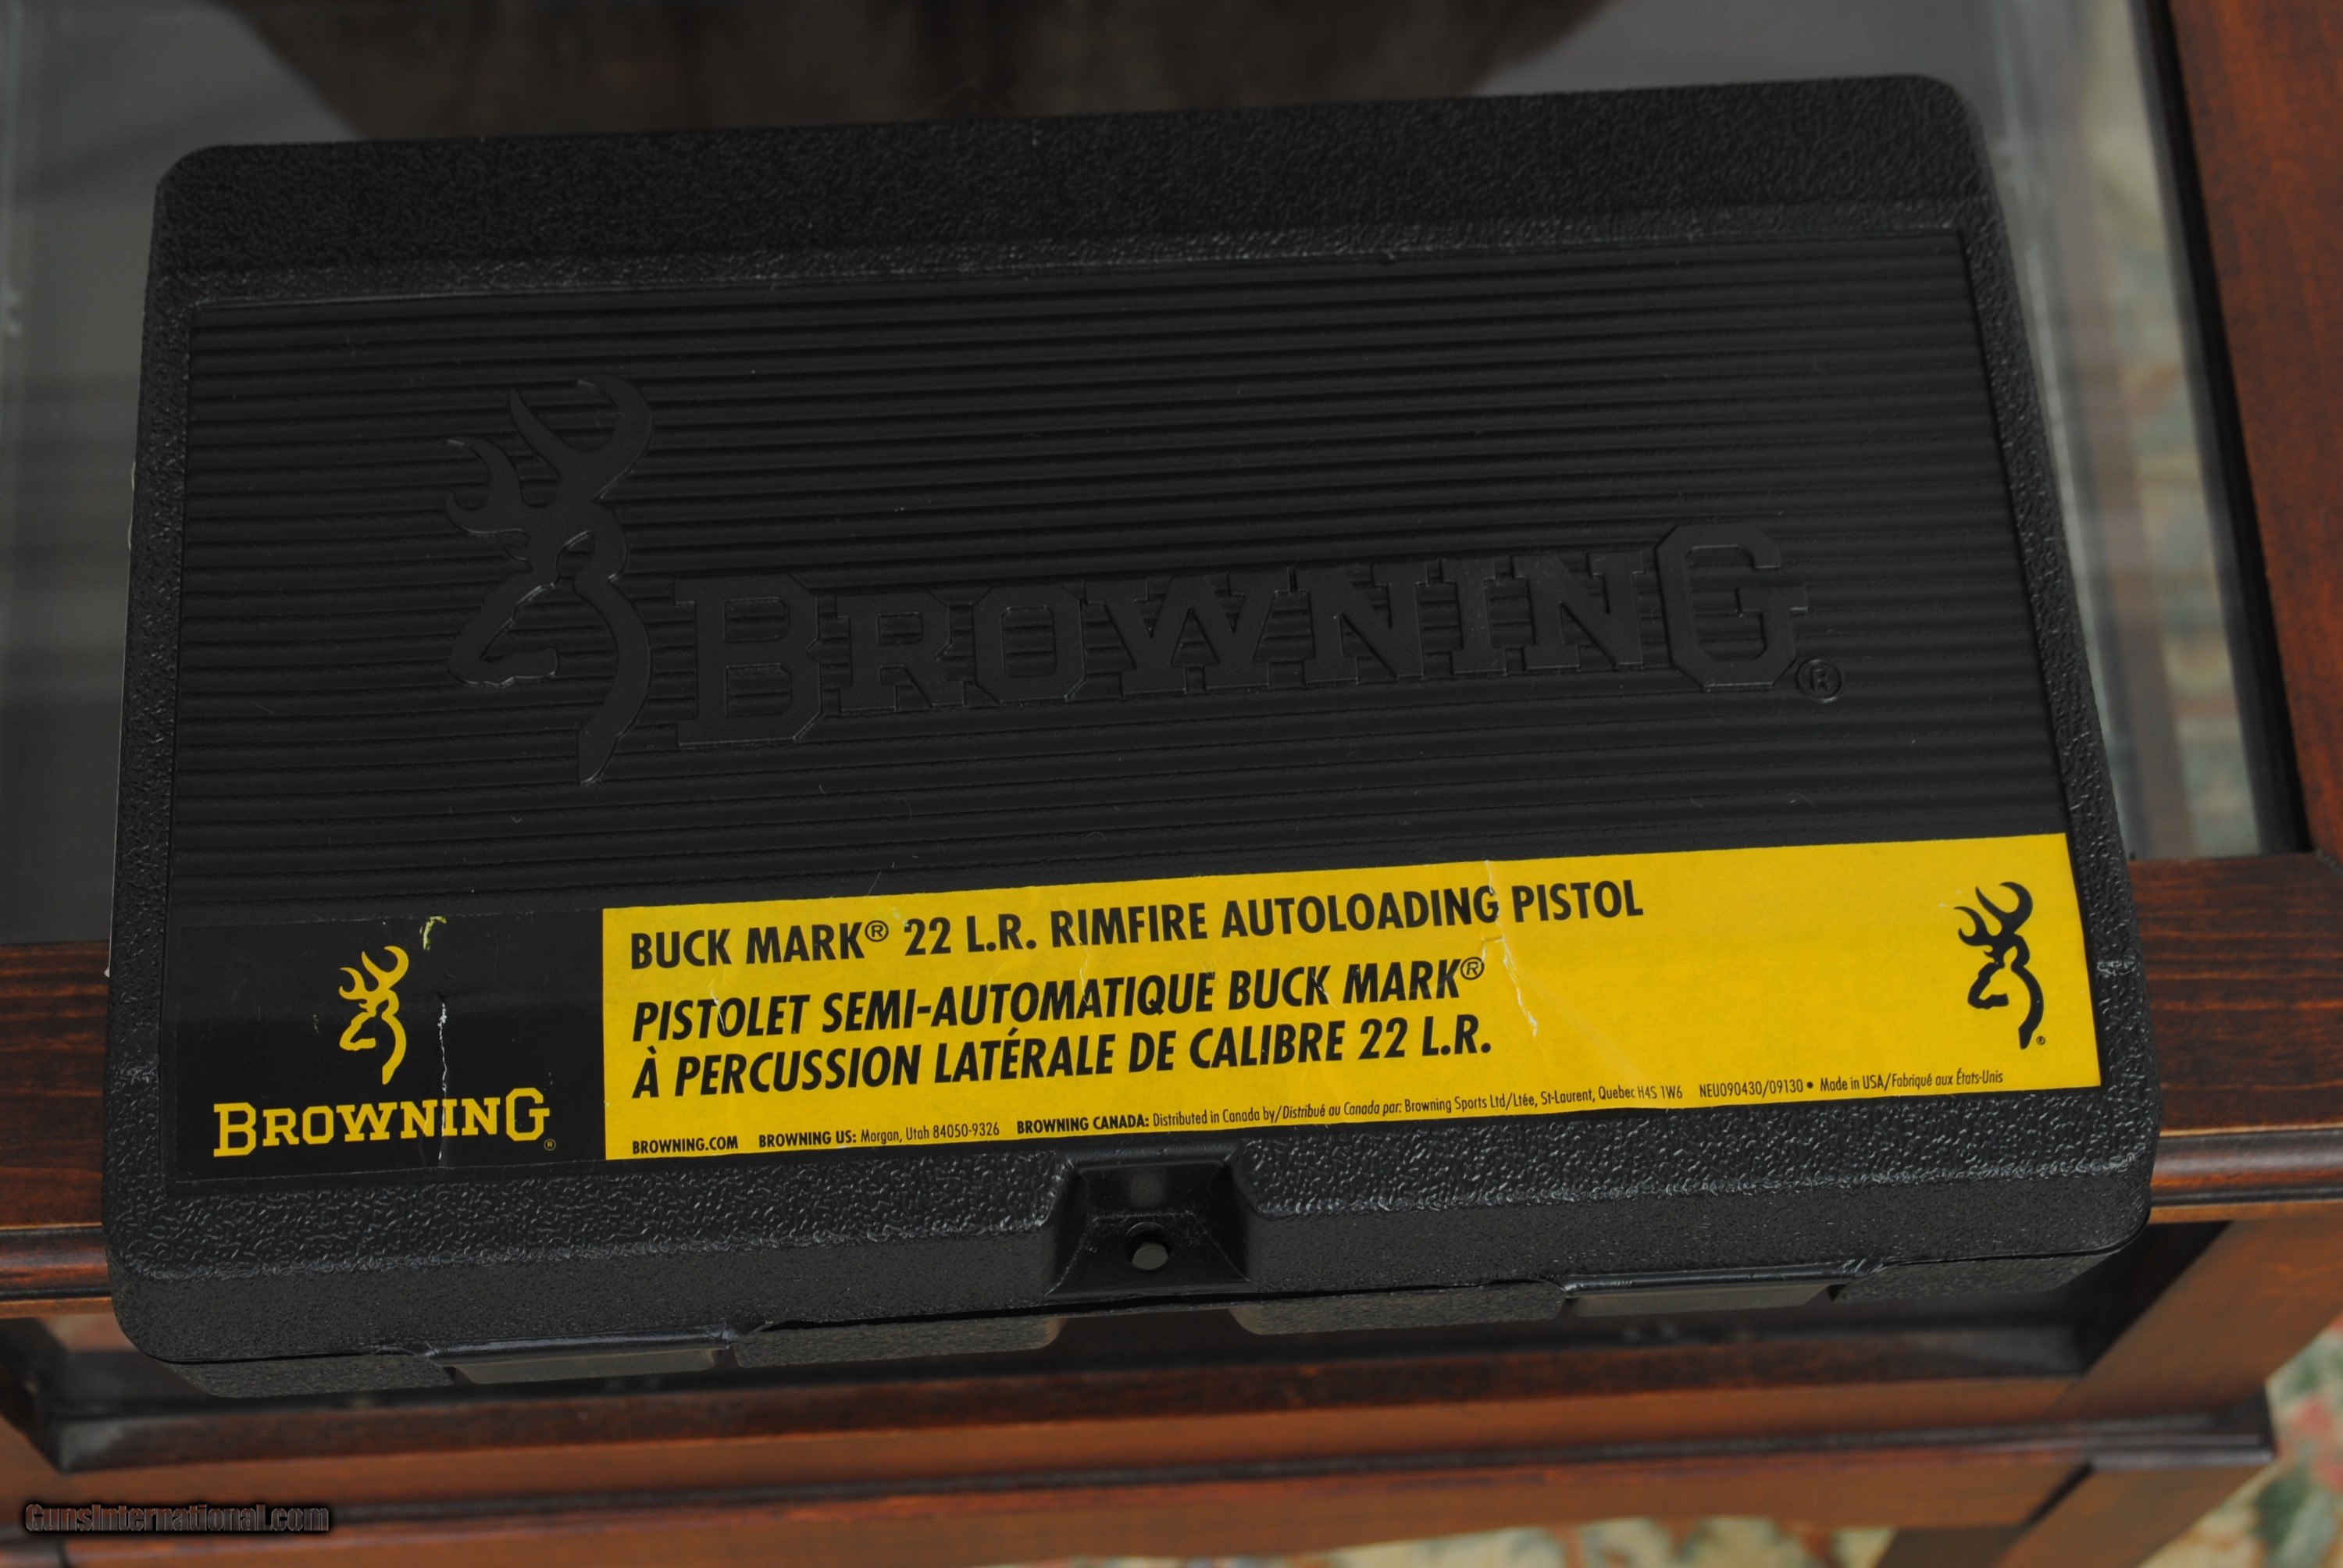 BROWNING®
BUCK MARK® 22 L.R. RIMFIRE AUTOLOADING PISTOL
PISTOLET SEMI-AUTOMATIQUE BUCK MARK®
À PERCUSSION LATÉRALE DE CALIBRE 22 L.R.
BROWNING®
BROWNING.COM BROWNING US: Morgan, Utah 84050-9326 BROWNING CANADA: Distributed in Canada by/Distribué au Canada par: Browning Sports Ltd/Ltée, St-Laurent, Quebec H4S 1W6 NEU090430/09130 • Made in USA/Fabriqué aux États-Unis
®
GunsInternational.com